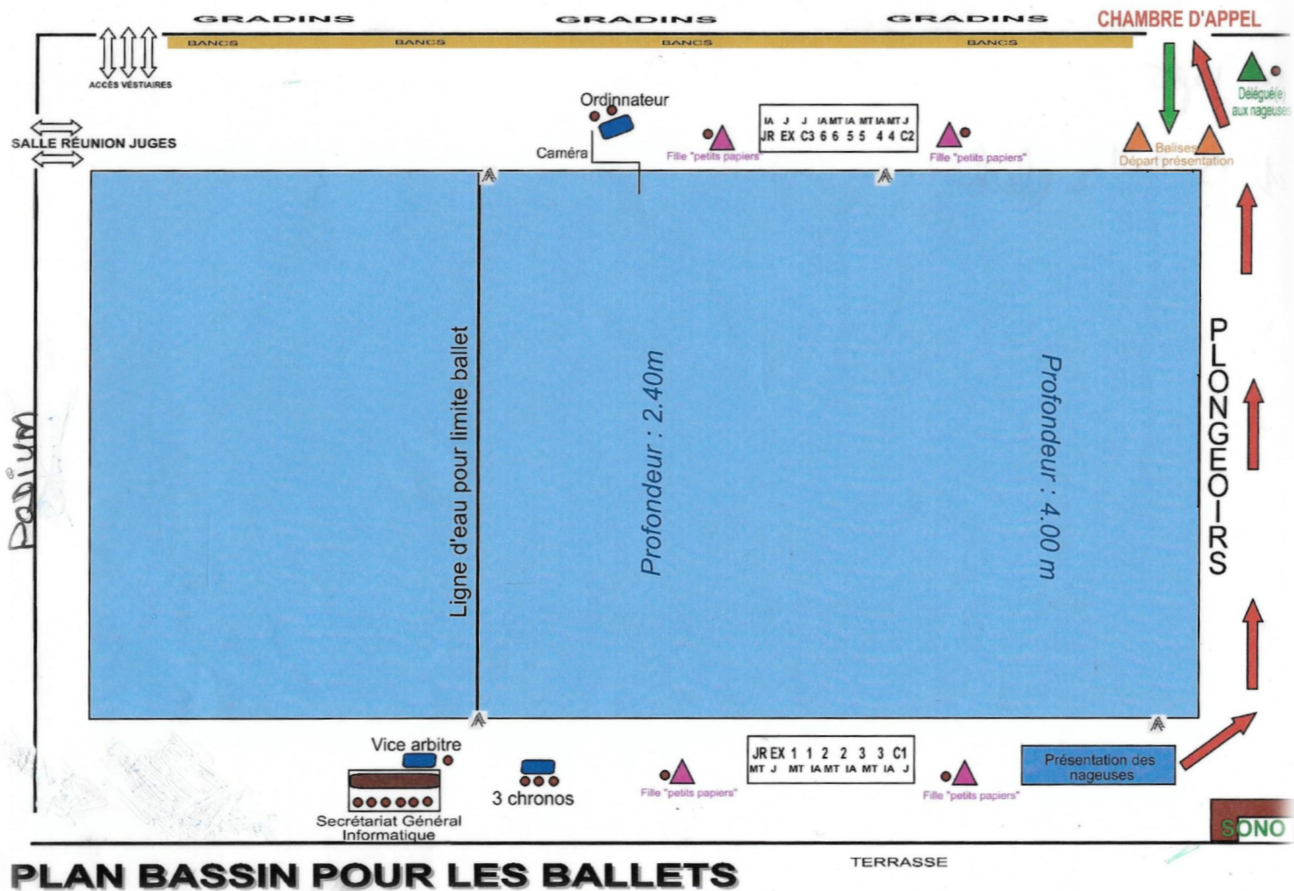 GRADINS
GRADINS
GRADINS
CHAMBRE D'APPEL
BANCS
BANCS
BANCS
BANCS
ACCÈS VESTIAIRES
SALLE RÉUNION JUGES
Ordinnateur
Caméra
Fille "petits papiers"
IA J J IA MT IA MT IA MT J
JR EX C3 6 6 5 5 4 4 C2
Fille "petits papiers"
Délégué(e)
aux nageuses
Balises
Départ présentation
Podium
Ligne d'eau pour limite ballet
Profondeur : 2.40m
Profondeur : 4.00 m
PLONGEOIRS
Vice arbitre
Secrétariat Général
Informatique
3 chronos
Fille "petits papiers"
JR EX 1 1 2 2 3 3 C1
MT J MT IA MT IA MT IA J
Fille "petits papiers"
Présentation des
nageuses
SONO
TERRASSE
PLAN BASSIN POUR LES BALLETS